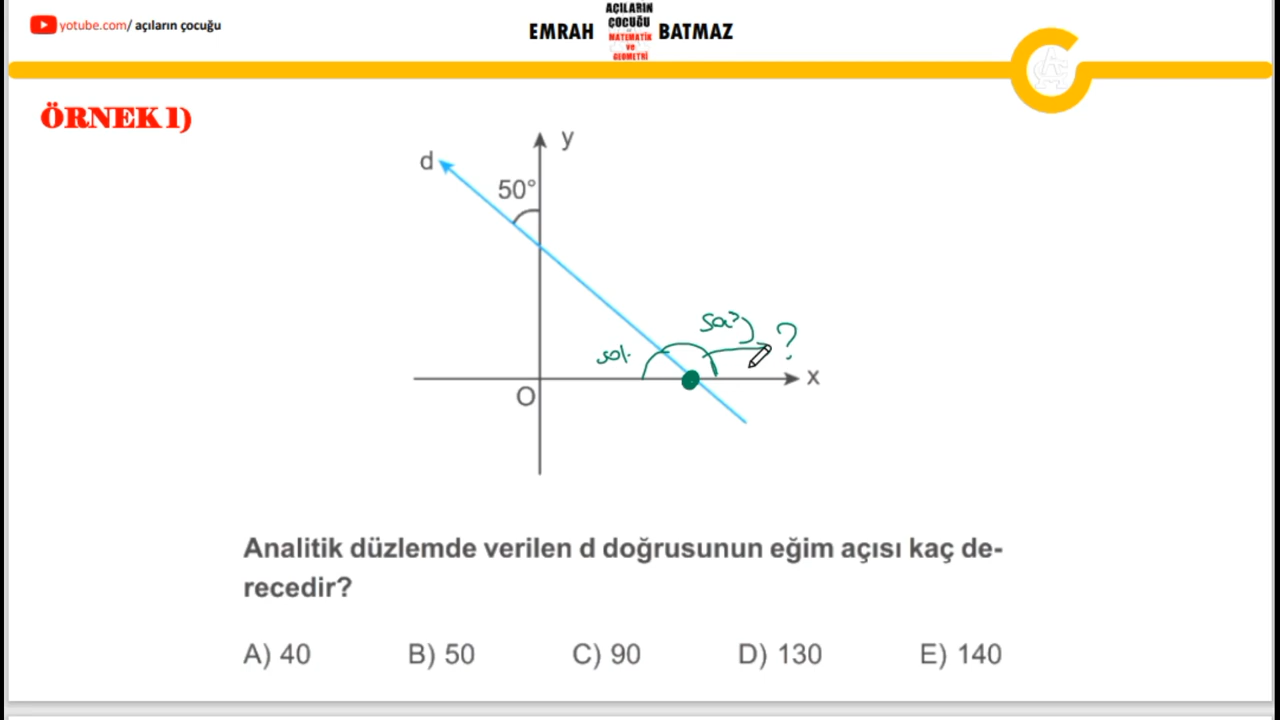 yotube.com/ açıların çocuğu
EMRAH
AÇILARIN
ÇOCUĞU
MATEMATİK
ve
GEOMETRİ
BATMAZ
ÖRNEK 1)
y
d
50°
sağ
?
sol
x
O
Analitik düzlemde verilen d doğrusunun eğim açısı kaç de-
recedir?
A) 40 B) 50 C) 90 D) 130 E) 140